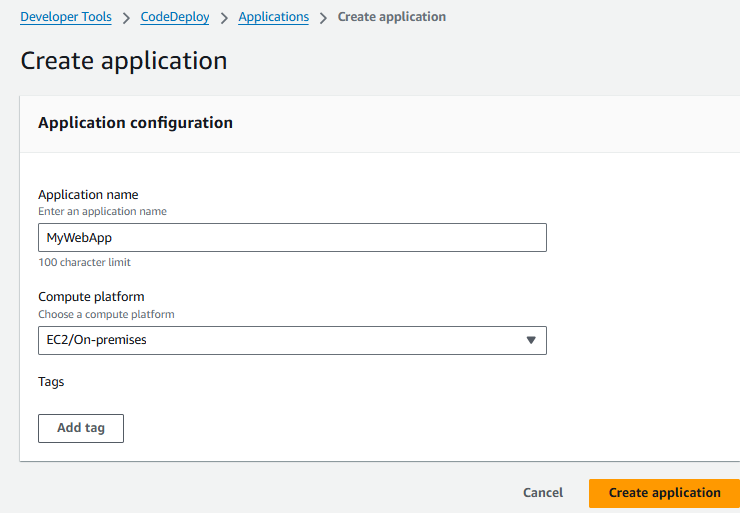 Developer Tools > CodeDeploy > Applications > Create application
Create application
Application configuration
Application name
Enter an application name
MyWebApp
100 character limit
Compute platform
Choose a compute platform
EC2/On-premises
Tags
Add tag
Cancel Create application